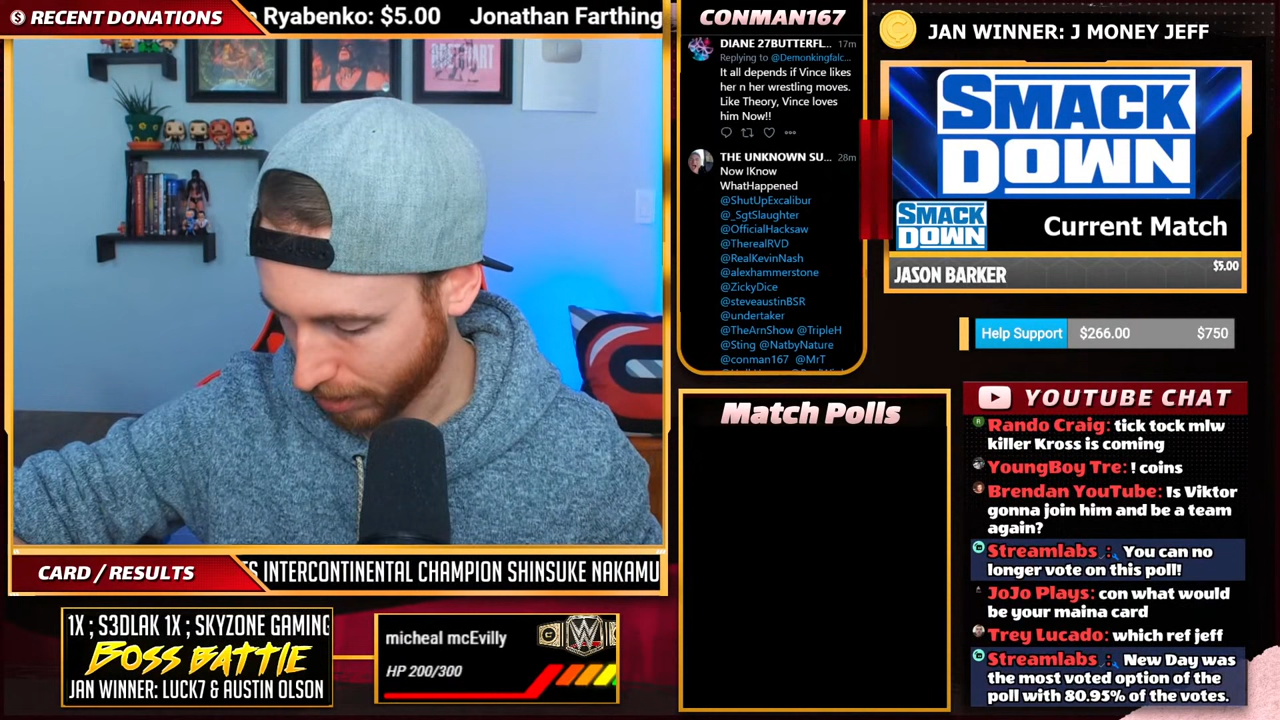 RECENT DONATIONS
Ryabenko: $5.00 Jonathan Farthing
BRET HART
CARD / RESULTS
INTERCONTINENTAL CHAMPION SHINSUKE NAKAMU
1X ; S3DLAK 1X ; SKYZONE GAMING
BOSS BATTLE
JAN WINNER: LUCK7 & AUSTIN OLSON
micheal mcEvilly
HP 200/300
CONMAN167
DIANE 27BUTTERFL... 17m
Replying to @Demonkingfalc...
It all depends if Vince likes
her n her wrestling moves.
Like Theory, Vince loves
him Now!!
THE UNKNOWN SU... 28m
Now IKnow
WhatHappened
@ShutUpExcalibur
@_SgtSlaughter
@OfficialHacksaw
@TherealRVD
@RealKevinNash
@alexhammerstone
@ZickyDice
@steveaustinBSR
@undertaker
@TheArnShow @TripleH
@Sting @NatbyNature
@conman167 @MrT
Match Polls
JAN WINNER: J MONEY JEFF
SMACK
DOWN
SMACK
DOWN
Current Match
JASON BARKER $5.00
Help Support $266.00 $750
YOUTUBE CHAT
Rando Craig: tick tock mlw
killer Kross is coming
YoungBoy Tre: ! coins
Brendan YouTube: Is Viktor
gonna join him and be a team
again?
Streamlabs : You can no
longer vote on this poll!
JoJo Plays: con what would
be your maina card
Trey Lucado: which ref jeff
Streamlabs : New Day was
the most voted option of the
poll with 80.95% of the votes.